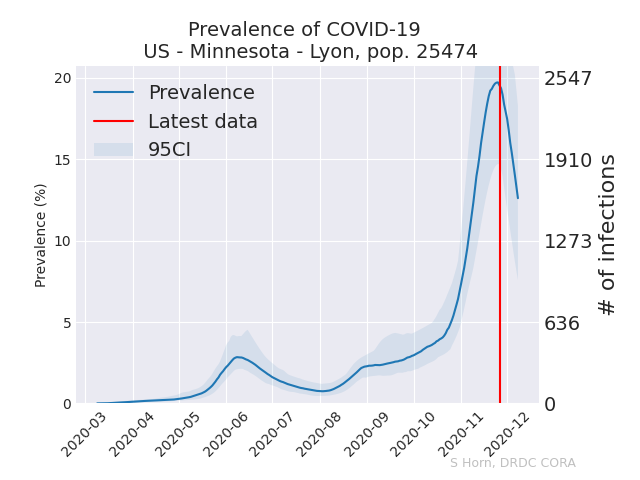 Prevalence of COVID-19
US - Minnesota - Lyon, pop. 25474
Prevalence
Latest data
95CI
Prevalence (%)
20
15
10
5
0
2547
1910
1273
636
0
# of infections
2020-03
2020-04
2020-05
2020-06
2020-07
2020-08
2020-09
2020-10
2020-11
2020-12
S Horn, DRDC CORA